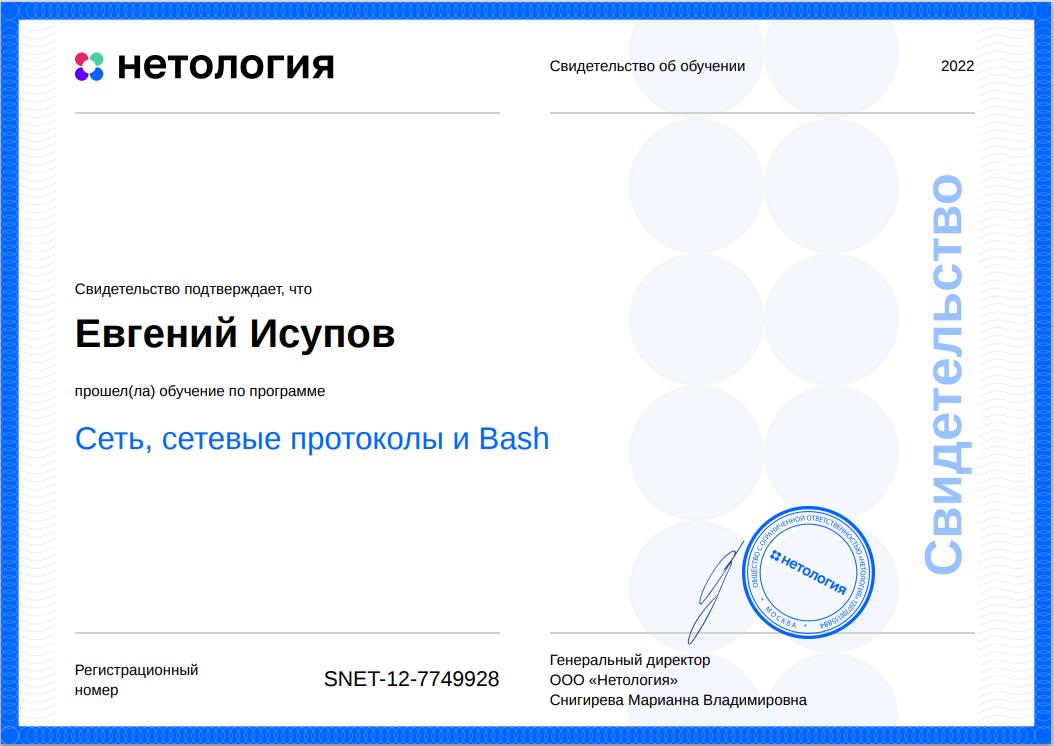 нетология
Свидетельство об обучении
2022
Свидетельство подтверждает, что
Евгений Исупов
прошел(ла) обучение по программе
Сеть, сетевые протоколы и Bash
Свидетельство
ОБЩЕСТВО С ОГРАНИЧЕННОЙ ОТВЕТСТВЕННОСТЬЮ «НЕТОЛОГИЯ»
нетология
МОСКВА
Регистрационный
номер
SNET-12-7749928
Генеральный директор
ООО «Нетология»
Снигирева Марианна Владимировна